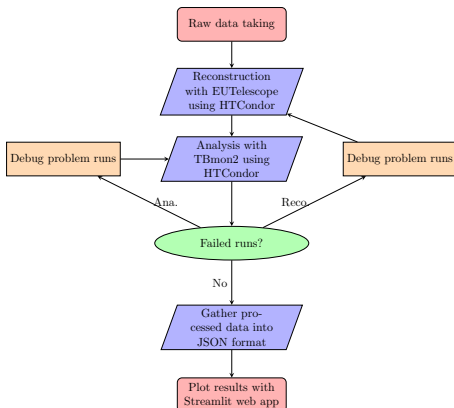 Raw data taking
Reconstruction
with EUTelescope
using HTCondor
Analysis with
TBmon2 using
HTCondor
Debug problem runs
Debug problem runs
Ana.
Reco.
Failed runs?
No
Gather pro-
cessed data into
JSON format
Plot results with
Streamlit web app